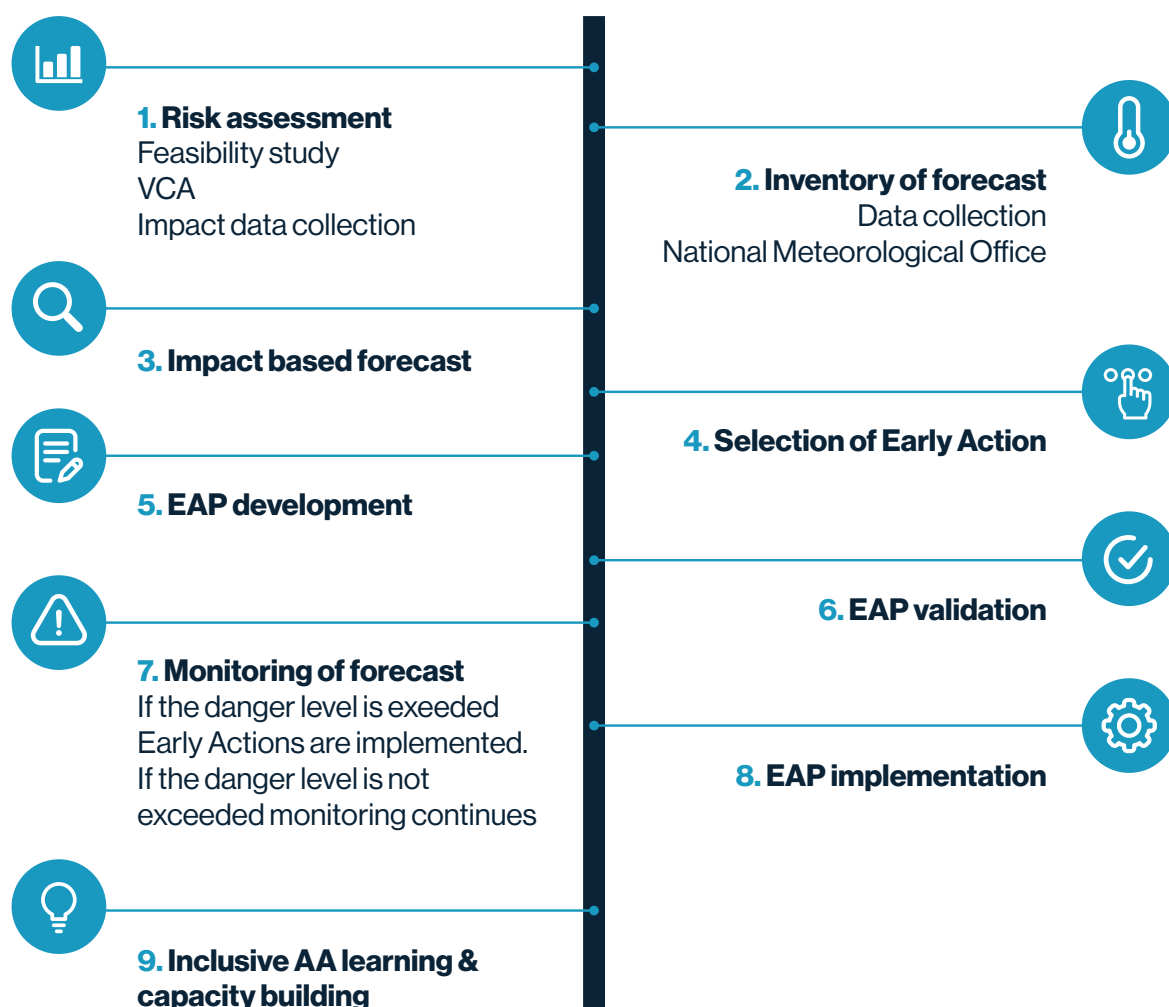 1. Risk assessment
Feasibility study
VCA
Impact data collection
2. Inventory of forecast
Data collection
National Meteorological Office
3. Impact based forecast
4. Selection of Early Action
5. EAP development
6. EAP validation
7. Monitoring of forecast
If the danger level is exeeded
Early Actions are implemented.
If the danger level is not
exceeded monitoring continues
8. EAP implementation
9. Inclusive AA learning &
capacity building